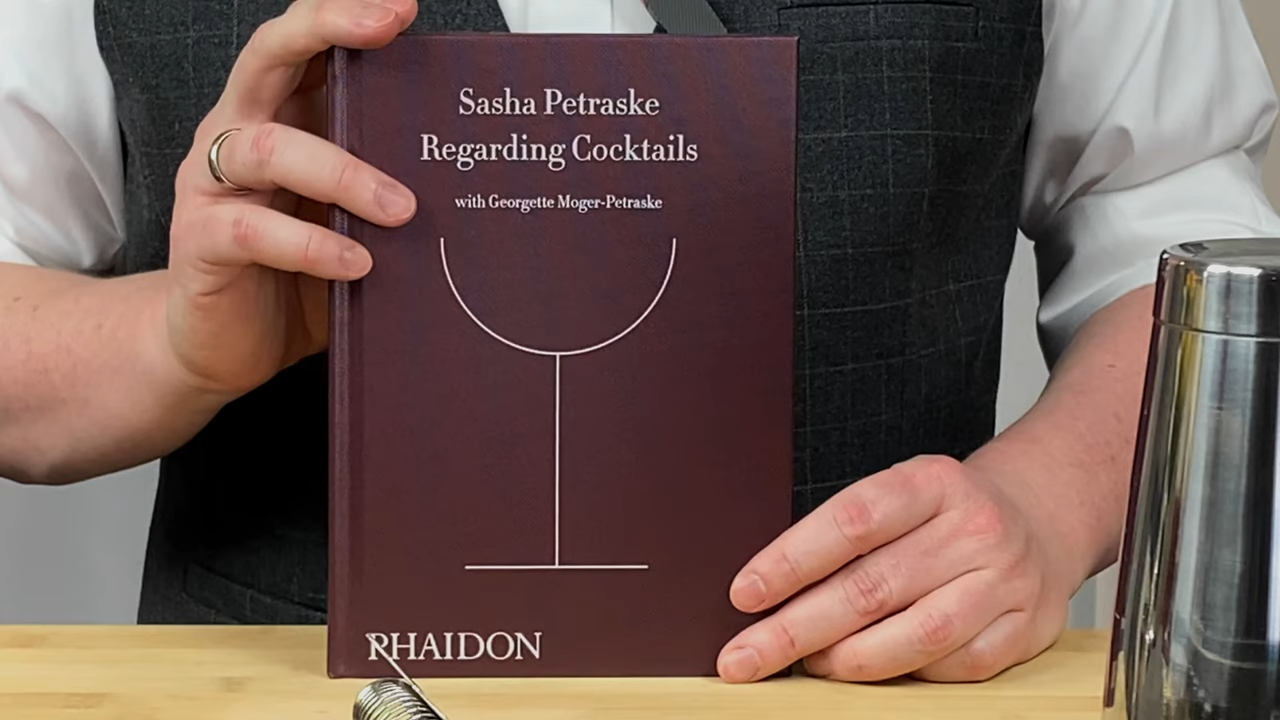 Sasha Petraske
Regarding Cocktails
with Georgette Moger-Petraske
PHAIDON